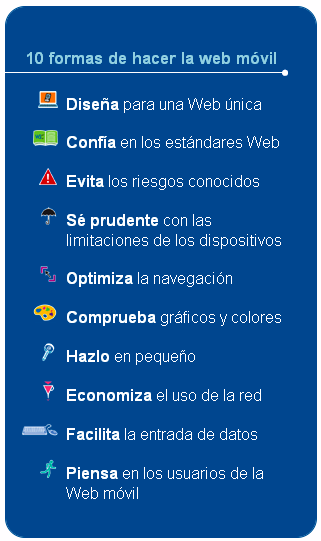 10 formas de hacer la web móvil
Diseña para una Web única
Confía en los estándares Web
Evita los riesgos conocidos
Sé prudente con las
limitaciones de los dispositivos
Optimiza la navegación
Comprueba gráficos y colores
Hazlo en pequeño
Economiza el uso de la red
Facilita la entrada de datos
Piensa en los usuarios de la
Web móvil